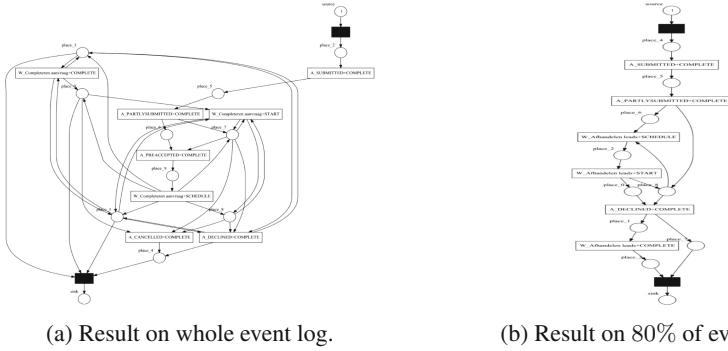 source
source
place_1
place_2
place_4
W_Completeren aanvraag+COMPLETE
A_SUBMITTED+COMPLETE
A_SUBMITTED+COMPLETE
place_5
place_3
A_PARTLYSUBMITTED+COMPLETE
W_Completeren aanvraag+START
A_PARTLYSUBMITTED+COMPLETE
place_6
A_PREACCEPTED+COMPLETE
W_Afhandelen leads+SCHEDULE
place_9
place_2
W_Completeren aanvraag+SCHEDULE
W_Afhandelen leads+START
A_DECLINED+COMPLETE
place_1
A_CANCELLED+COMPLETE
A_DECLINED+COMPLETE
place_4
W_Afhandelen leads+COMPLETE
sink
sink
(a) Result on whole event log.
(b) Result on 80% of ev